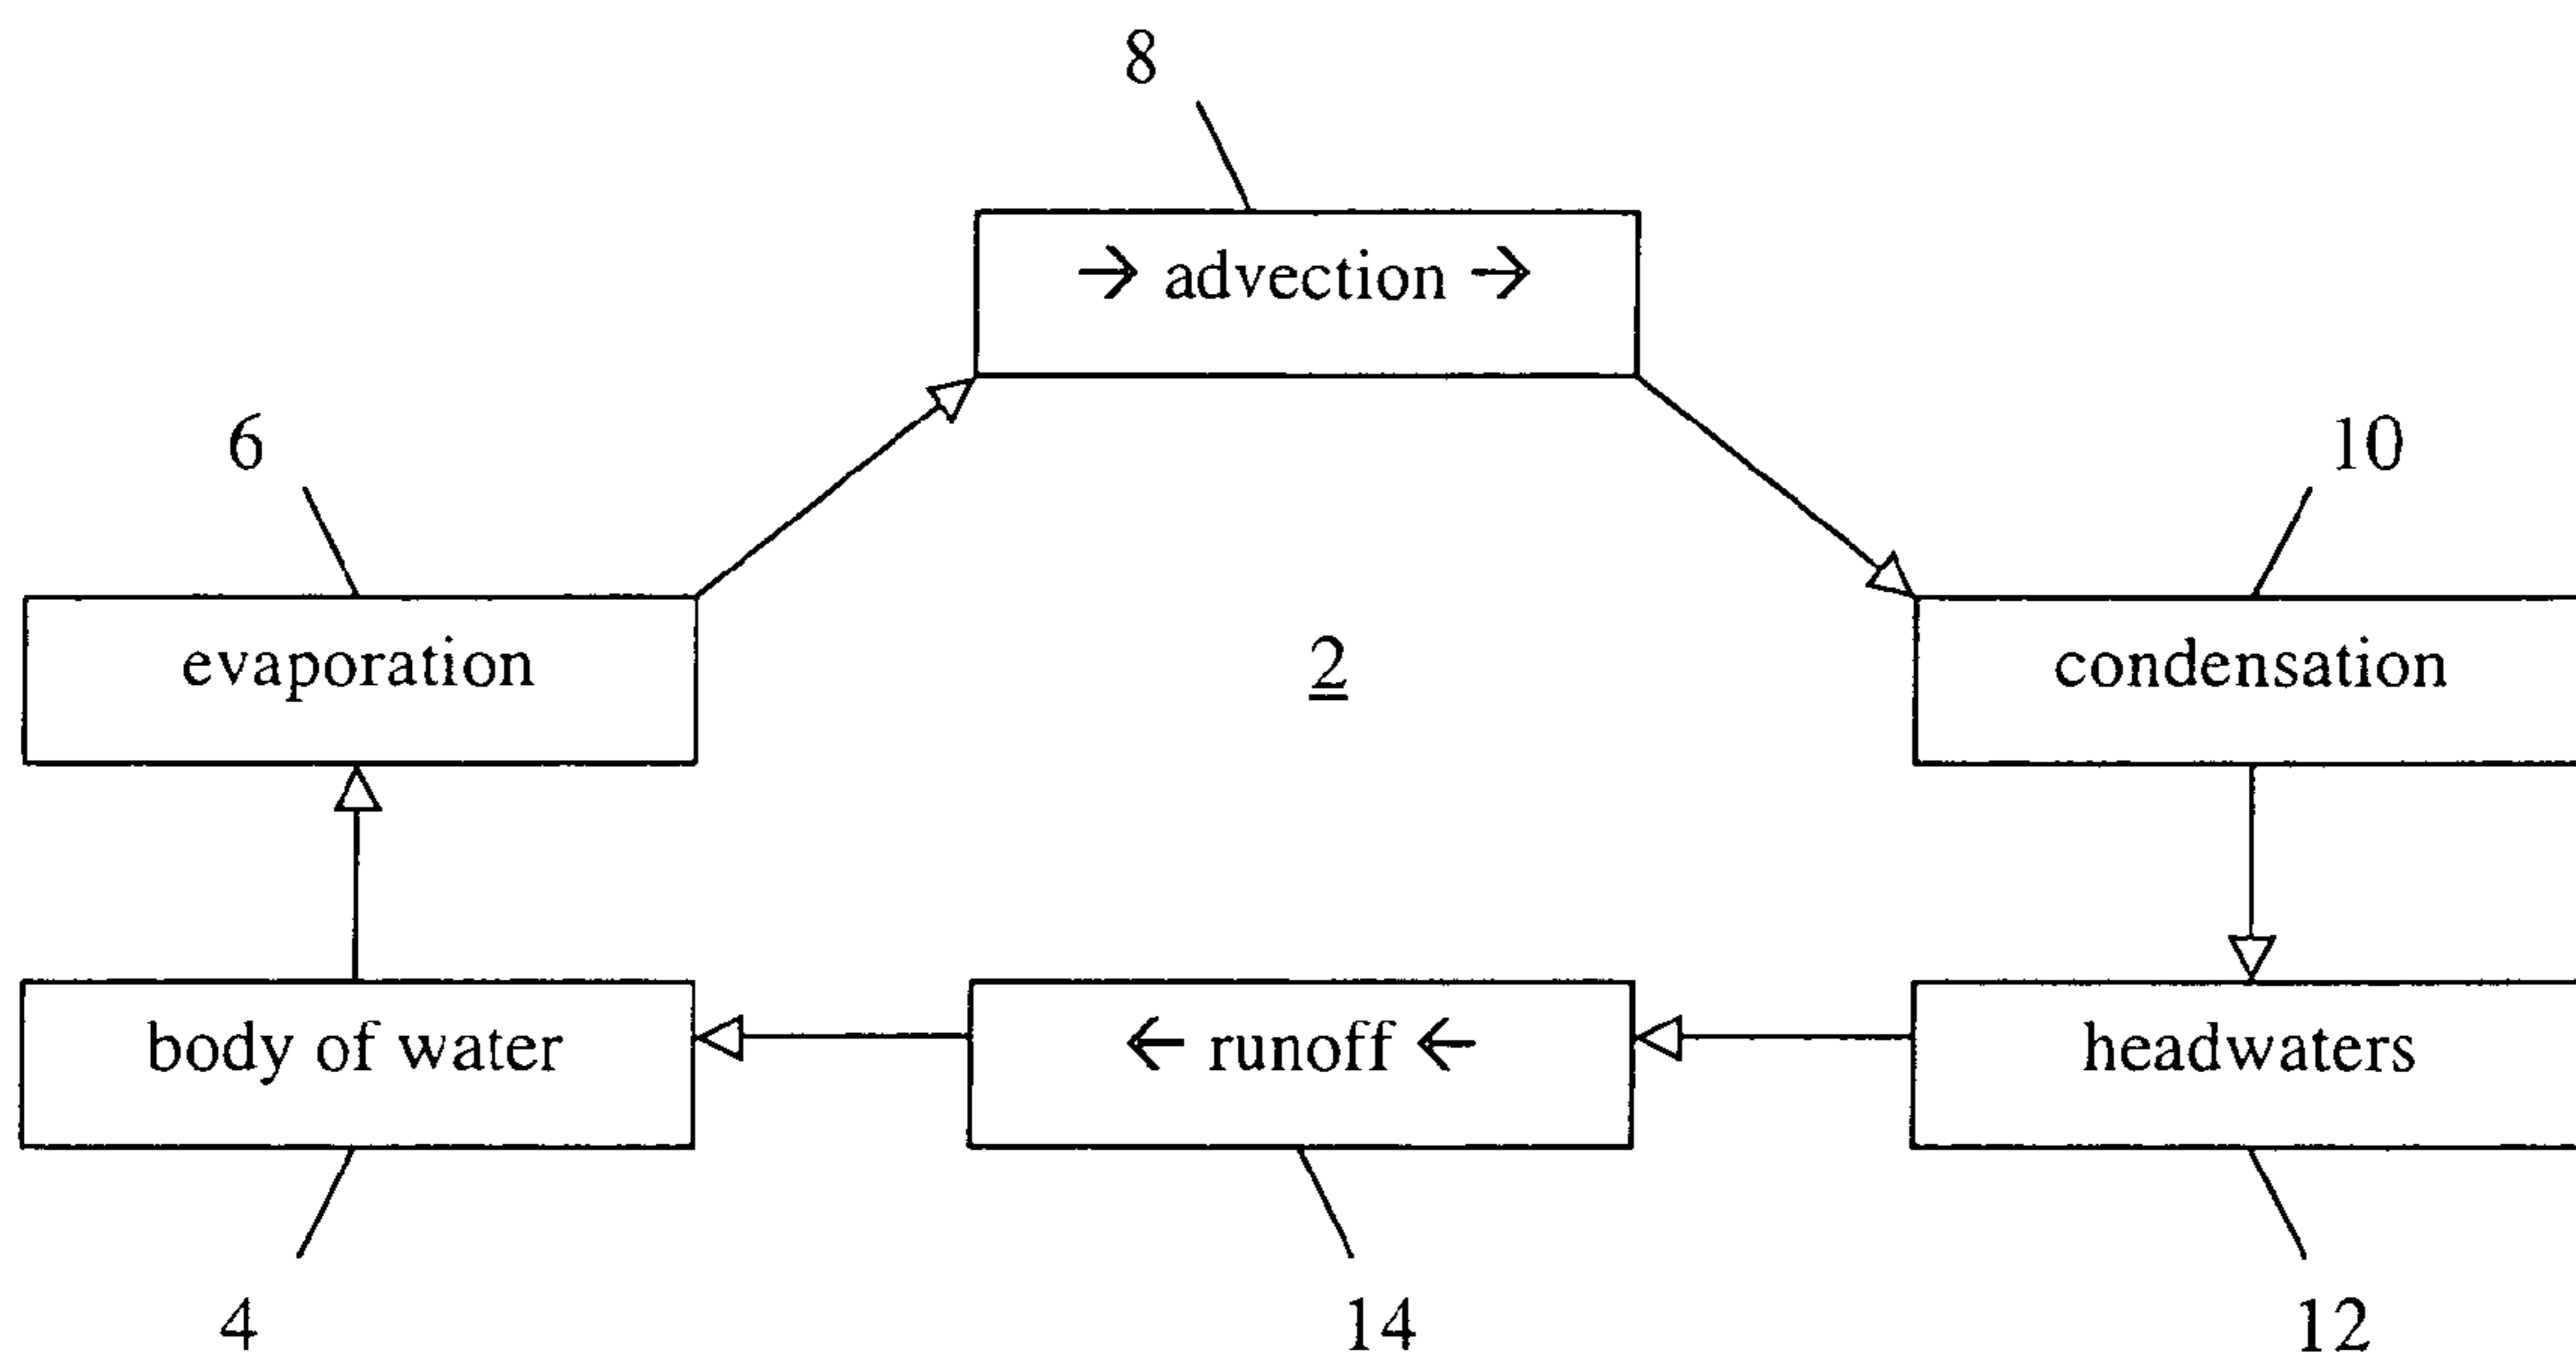 8
→ advection →
6
10
evaporation
2
condensation
body of water
← runoff ←
headwaters
4
14
12